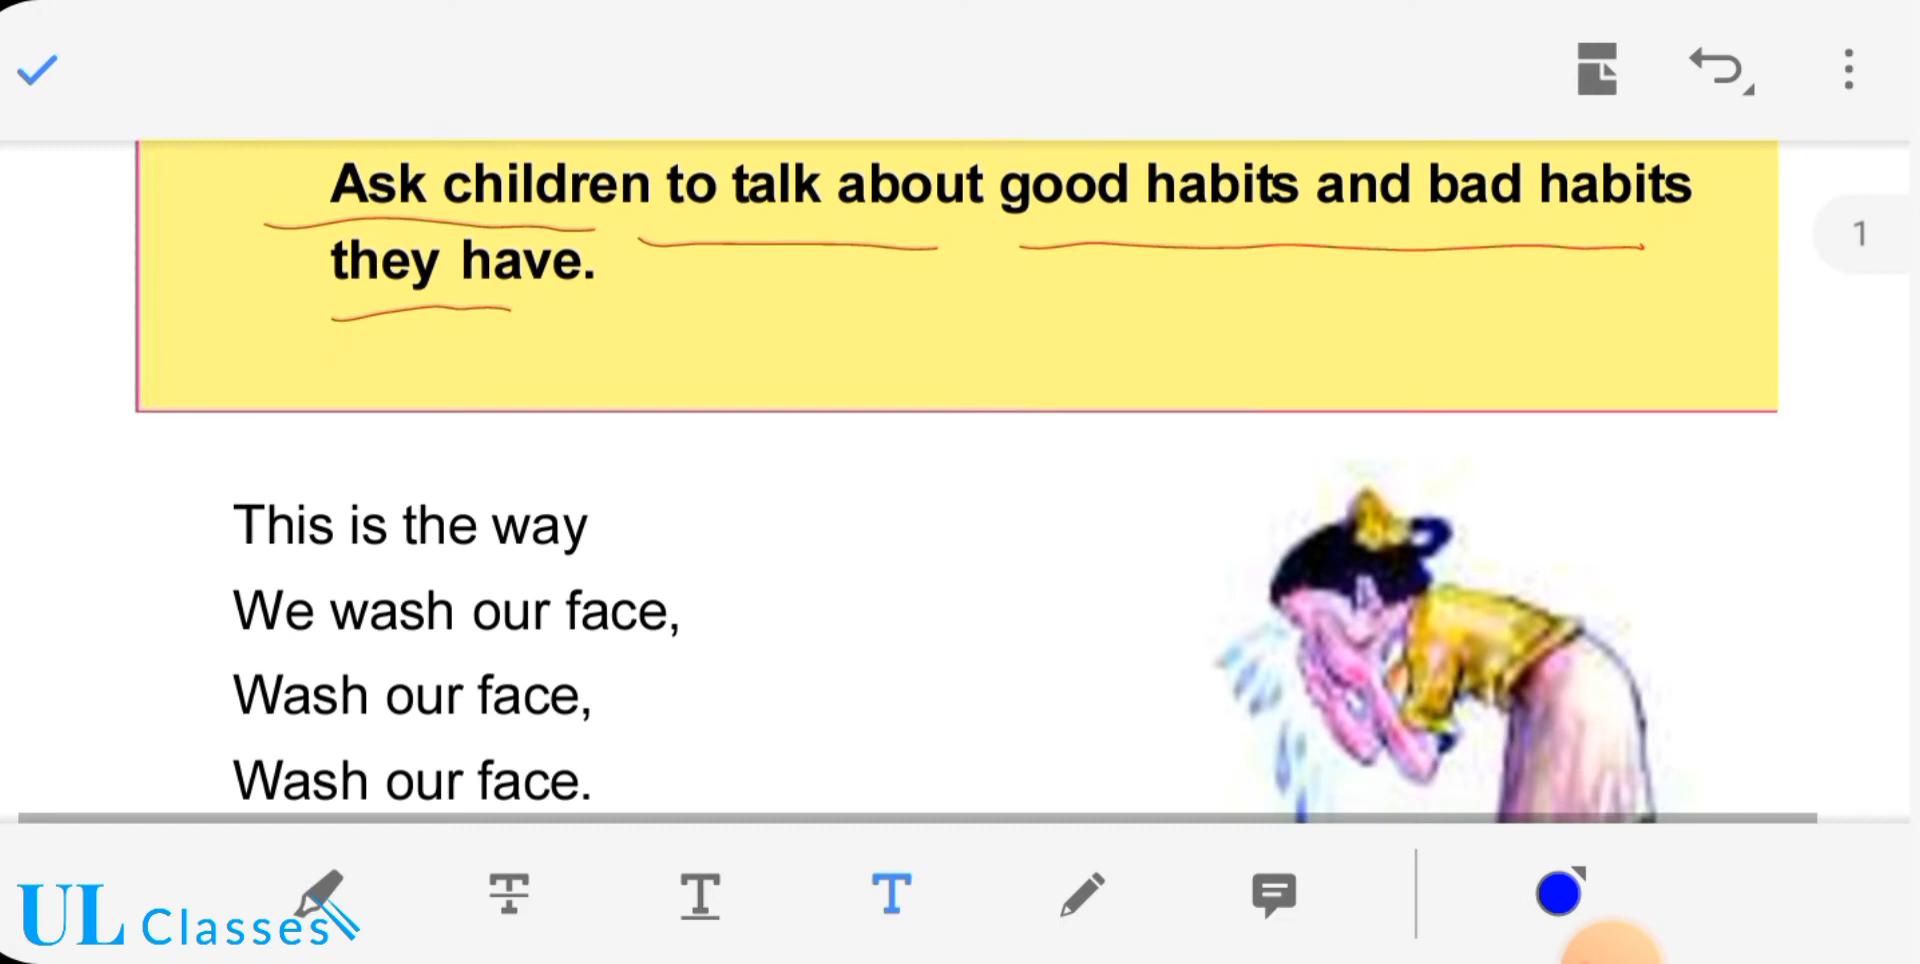 Ask children to talk about good habits and bad habits
they have.
1
This is the way
We wash our face,
Wash our face,
Wash our face.
T T T
UL Classes